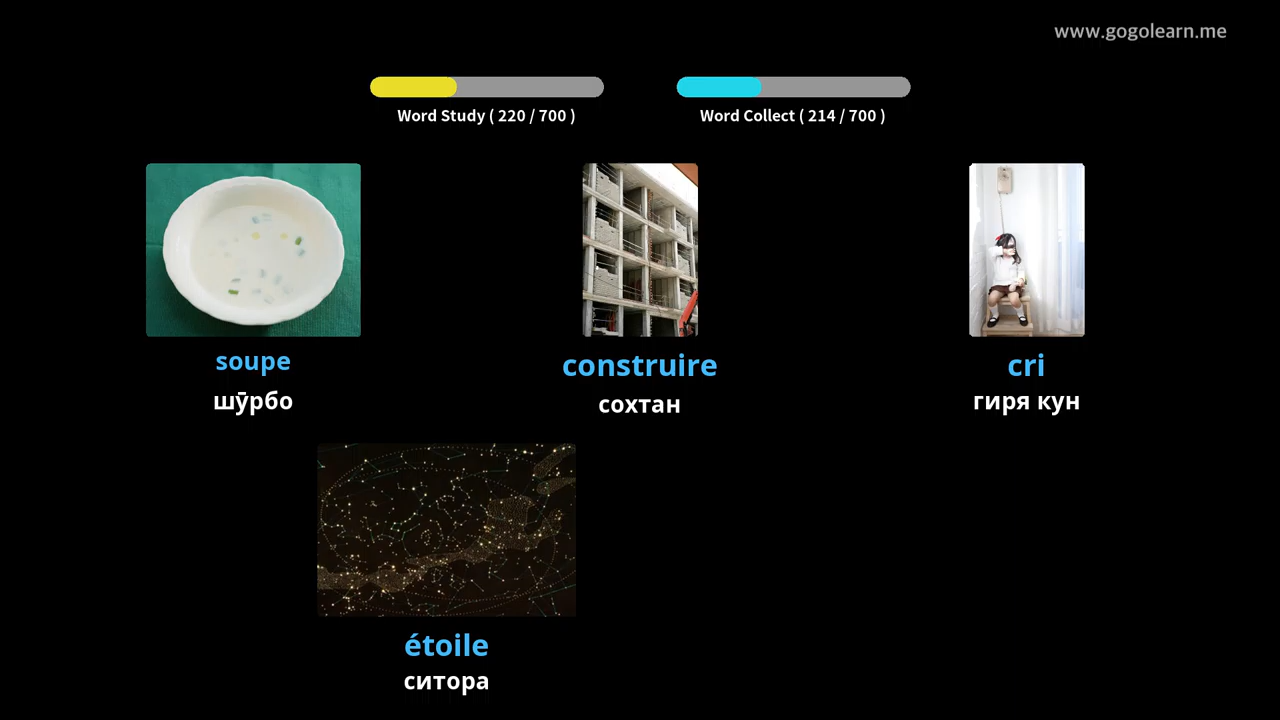 www.gogolearn.me
Word Study ( 220 / 700 )
Word Collect ( 214 / 700 )
soupe
шӯрбо
construire
сохтан
cri
гиря кун
étoile
ситора